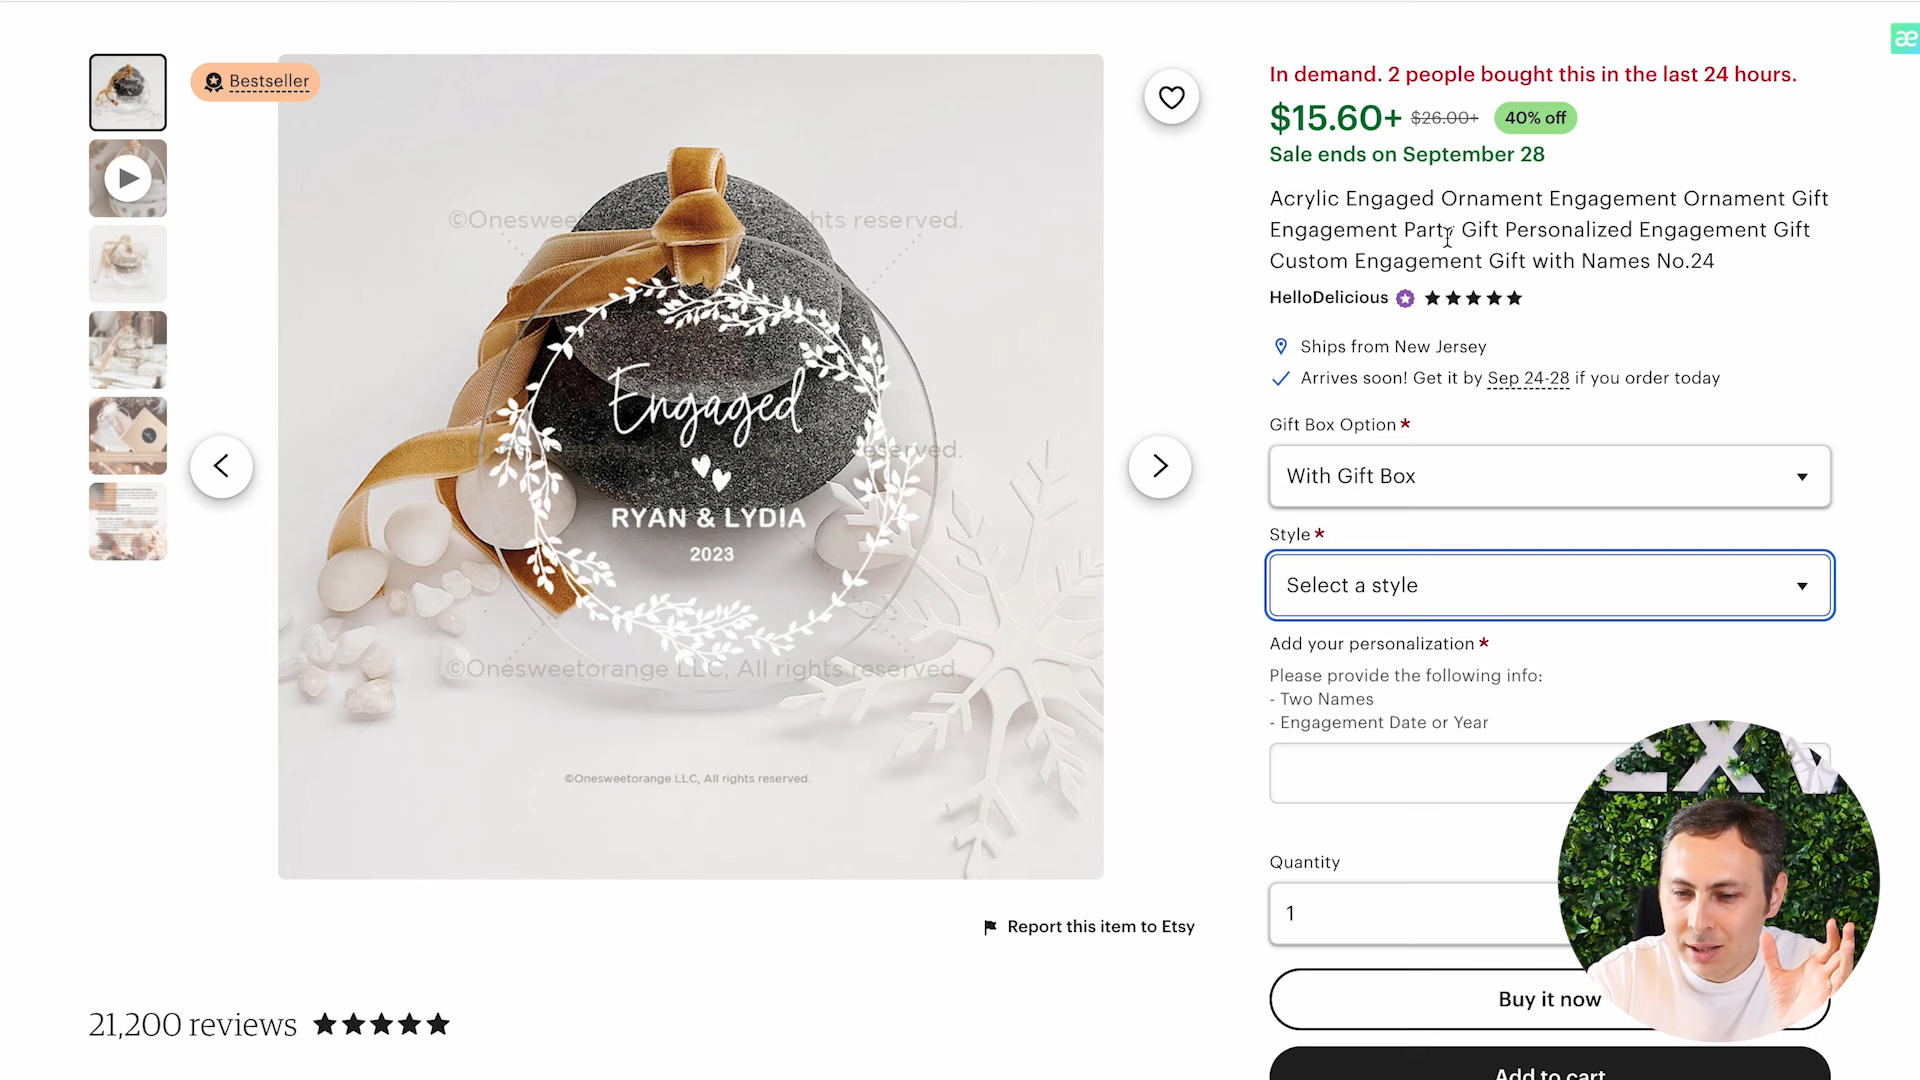 Bestseller
©Onesweet
hts reserved.
Engaged
eserved.
RYAN & LYDIA
2023
©Onesweetorange LLC, All rights reserved.
©Onesweetorange LLC, All rights reserved.
Report this item to Etsy
21,200 reviews
æ
In demand. 2 people bought this in the last 24 hours.
$15.60+ $26.00+ 40% off
Sale ends on September 28
Acrylic Engaged Ornament Engagement Ornament Gift
Engagement Party Gift Personalized Engagement Gift
Custom Engagement Gift with Names No.24
HelloDelicious
Ships from New Jersey
Arrives soon! Get it by Sep 24-28 if you order today
Gift Box Option *
With Gift Box
Style *
Select a style
Add your personalization *
Please provide the following info:
- Two Names
- Engagement Date or Year
Quantity
1
Buy it now
Add to cart